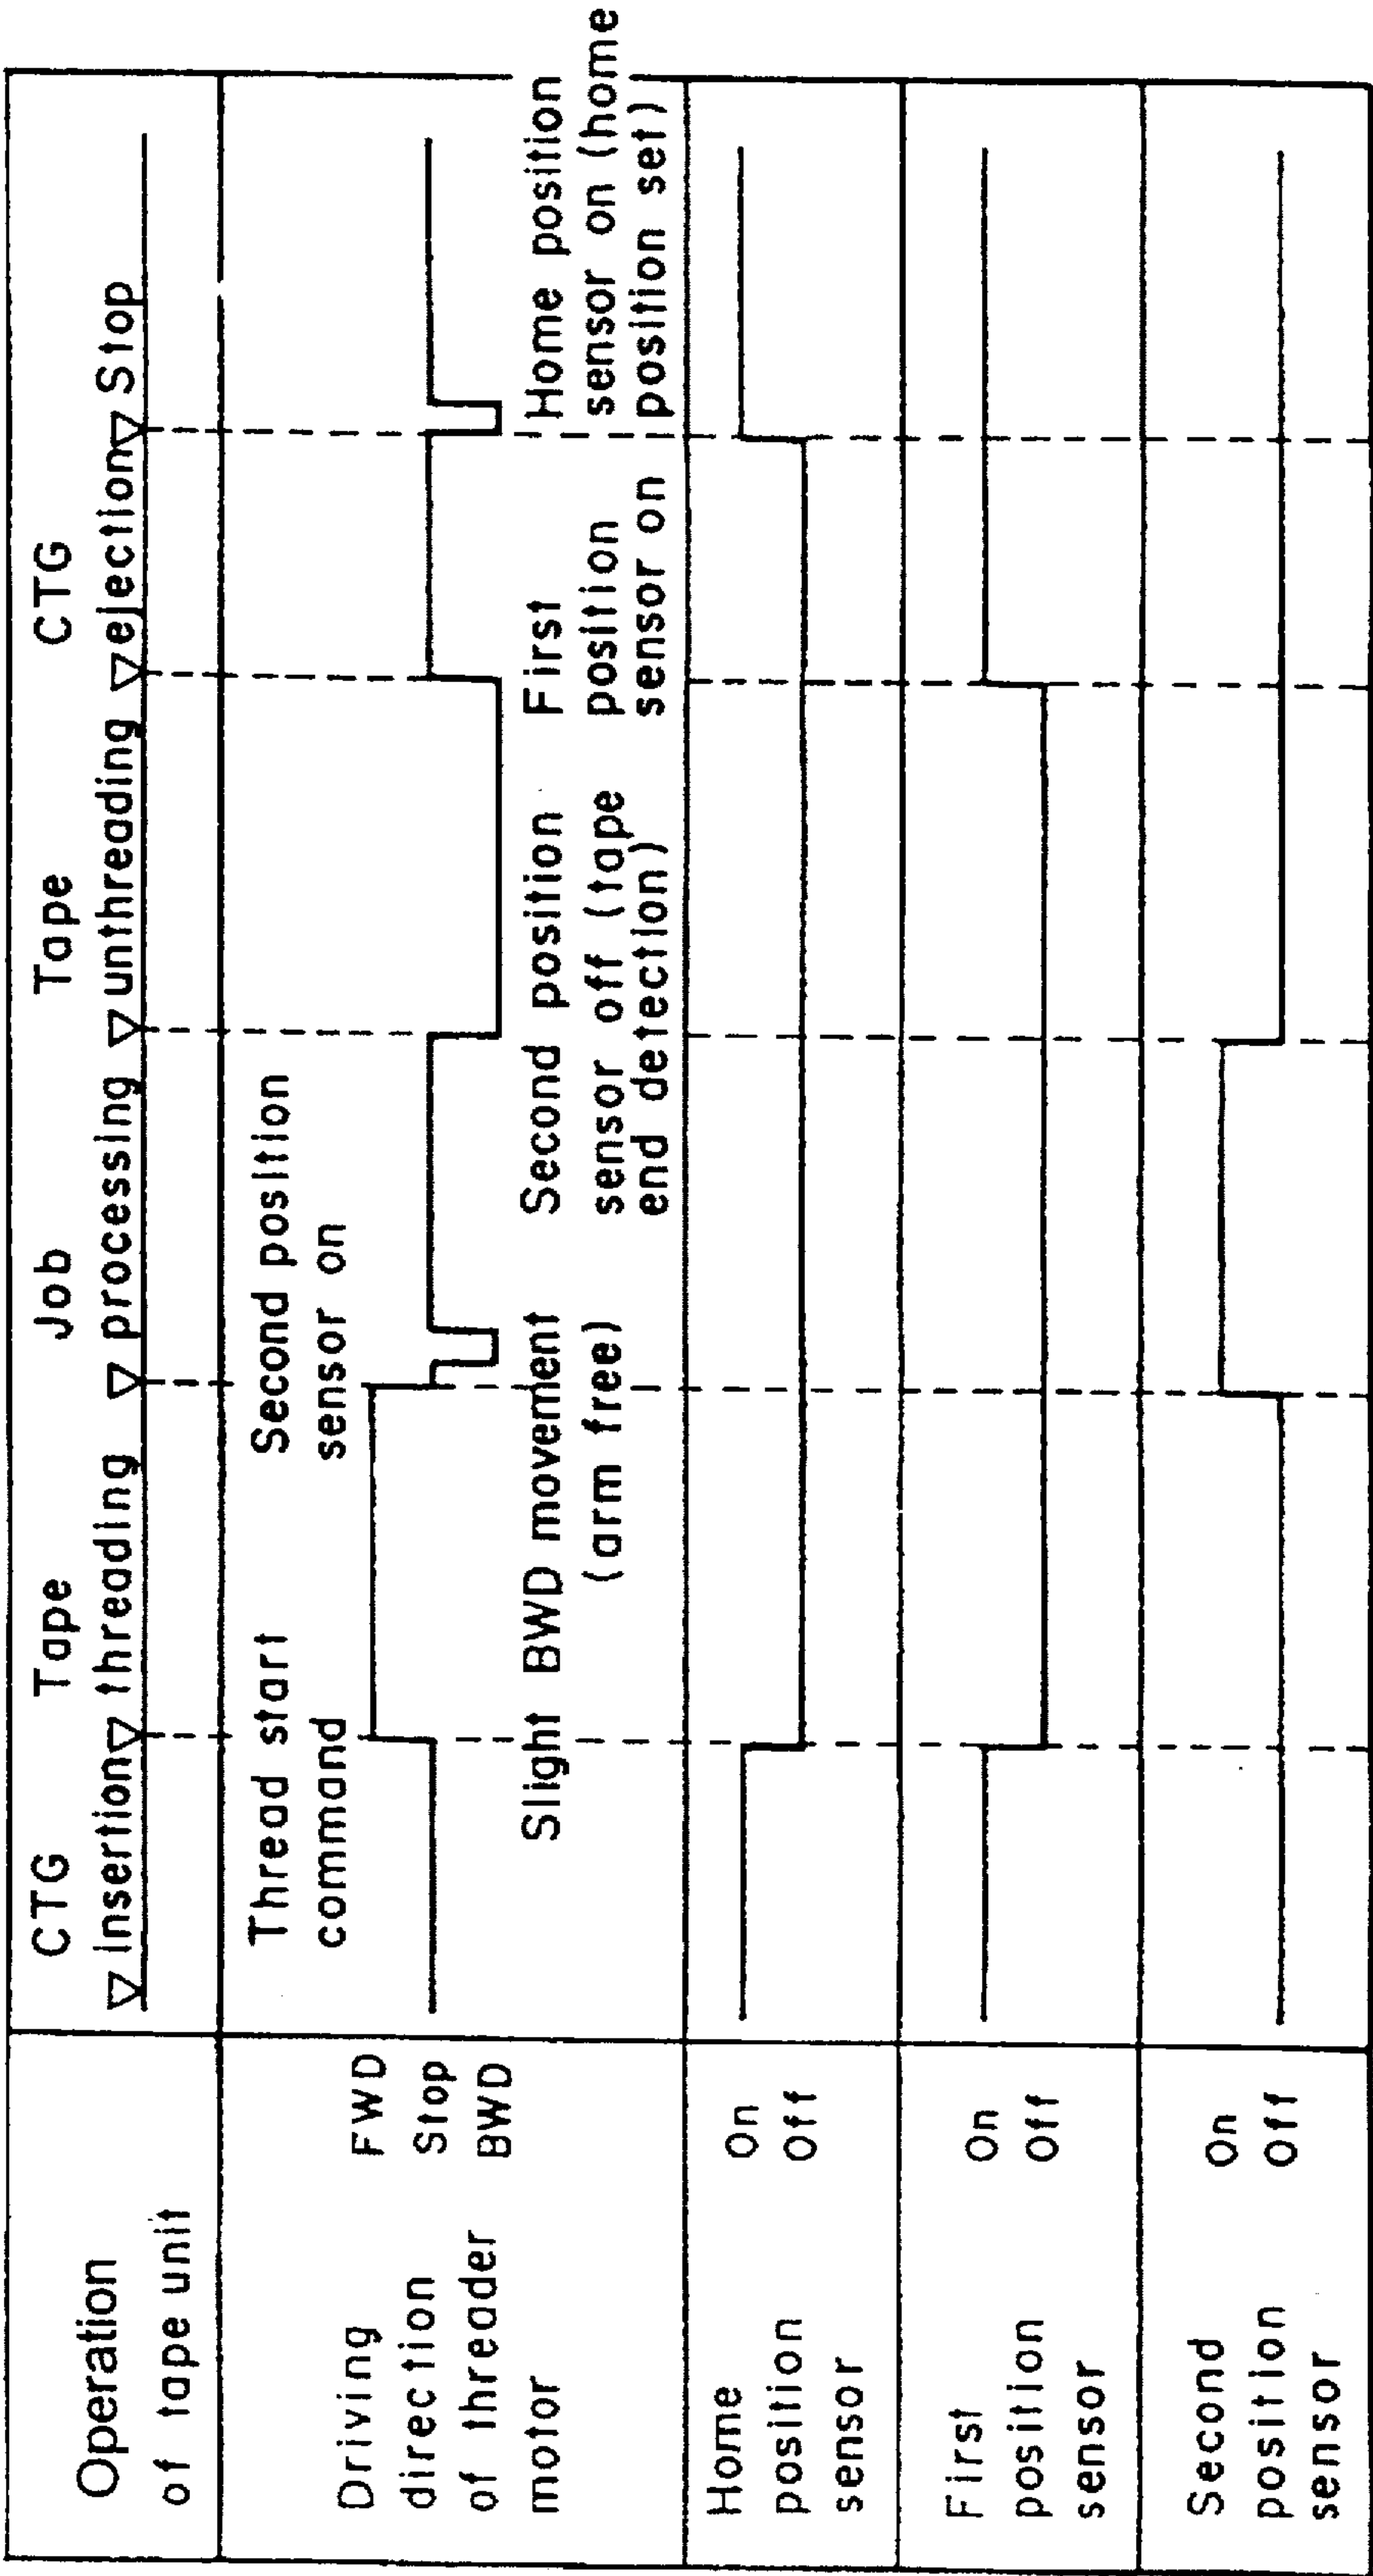 Operation
of tape unit
CTG Tape Job Tape CTG
▽ insertion ▽ threading ▽ processing ▽ unthreading ▽ ejection ▽ Stop
Driving
direction
of threader
motor
FWD
Stop
BWD
Thread start
command
Second position
sensor on
Slight BWD movement
(arm free)
Second position
sensor off (tape
end detection)
First
position
sensor on
Home position
sensor on (home
position set)
Home
position
sensor
On
Off
First
position
sensor
On
Off
Second
position
sensor
On
Off